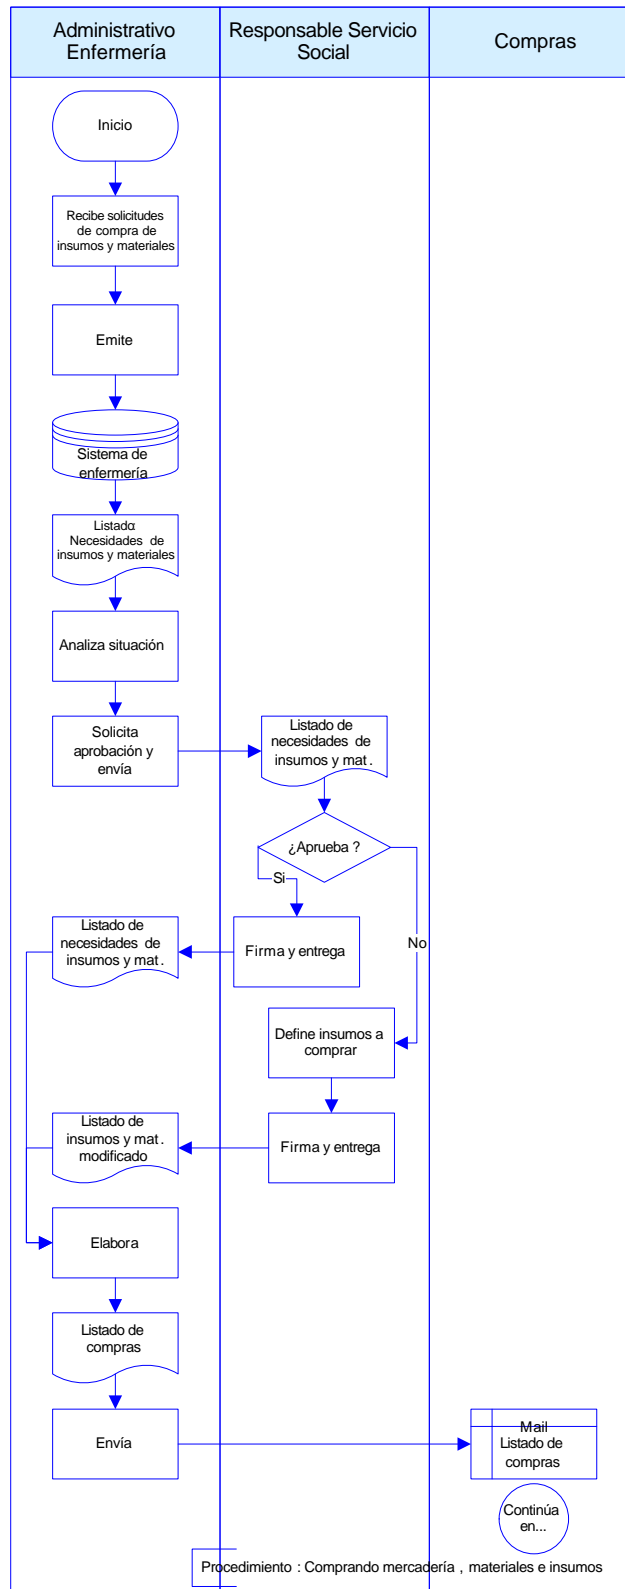 Administrativo
Enfermería
Responsable Servicio
Social
Compras
Inicio
Recibe solicitudes
de compra de
insumos y materiales
Emite
Sistema de
enfermería
Listado:
Necesidades de
insumos y materiales
Analiza situación
Solicita
aprobación y
envía
Listado de
necesidades de
insumos y mat.
¿Aprueba ?
Si
No
Listado de
necesidades de
insumos y mat.
Firma y entrega
Define insumos a
comprar
Listado de
insumos y mat.
modificado
Firma y entrega
Elabora
Listado de
compras
Envía
Mail
Listado de
compras
Continúa
en...
Procedimiento : Comprando mercadería , materiales e insumos